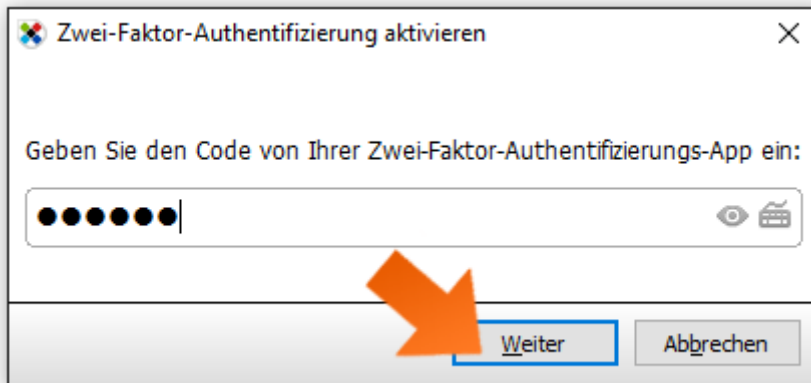 Zwei-Faktor-Authentifizierung aktivieren
Geben Sie den Code von Ihrer Zwei-Faktor-Authentifizierungs-App ein:
●●●●●●
Weiter Abbrechen